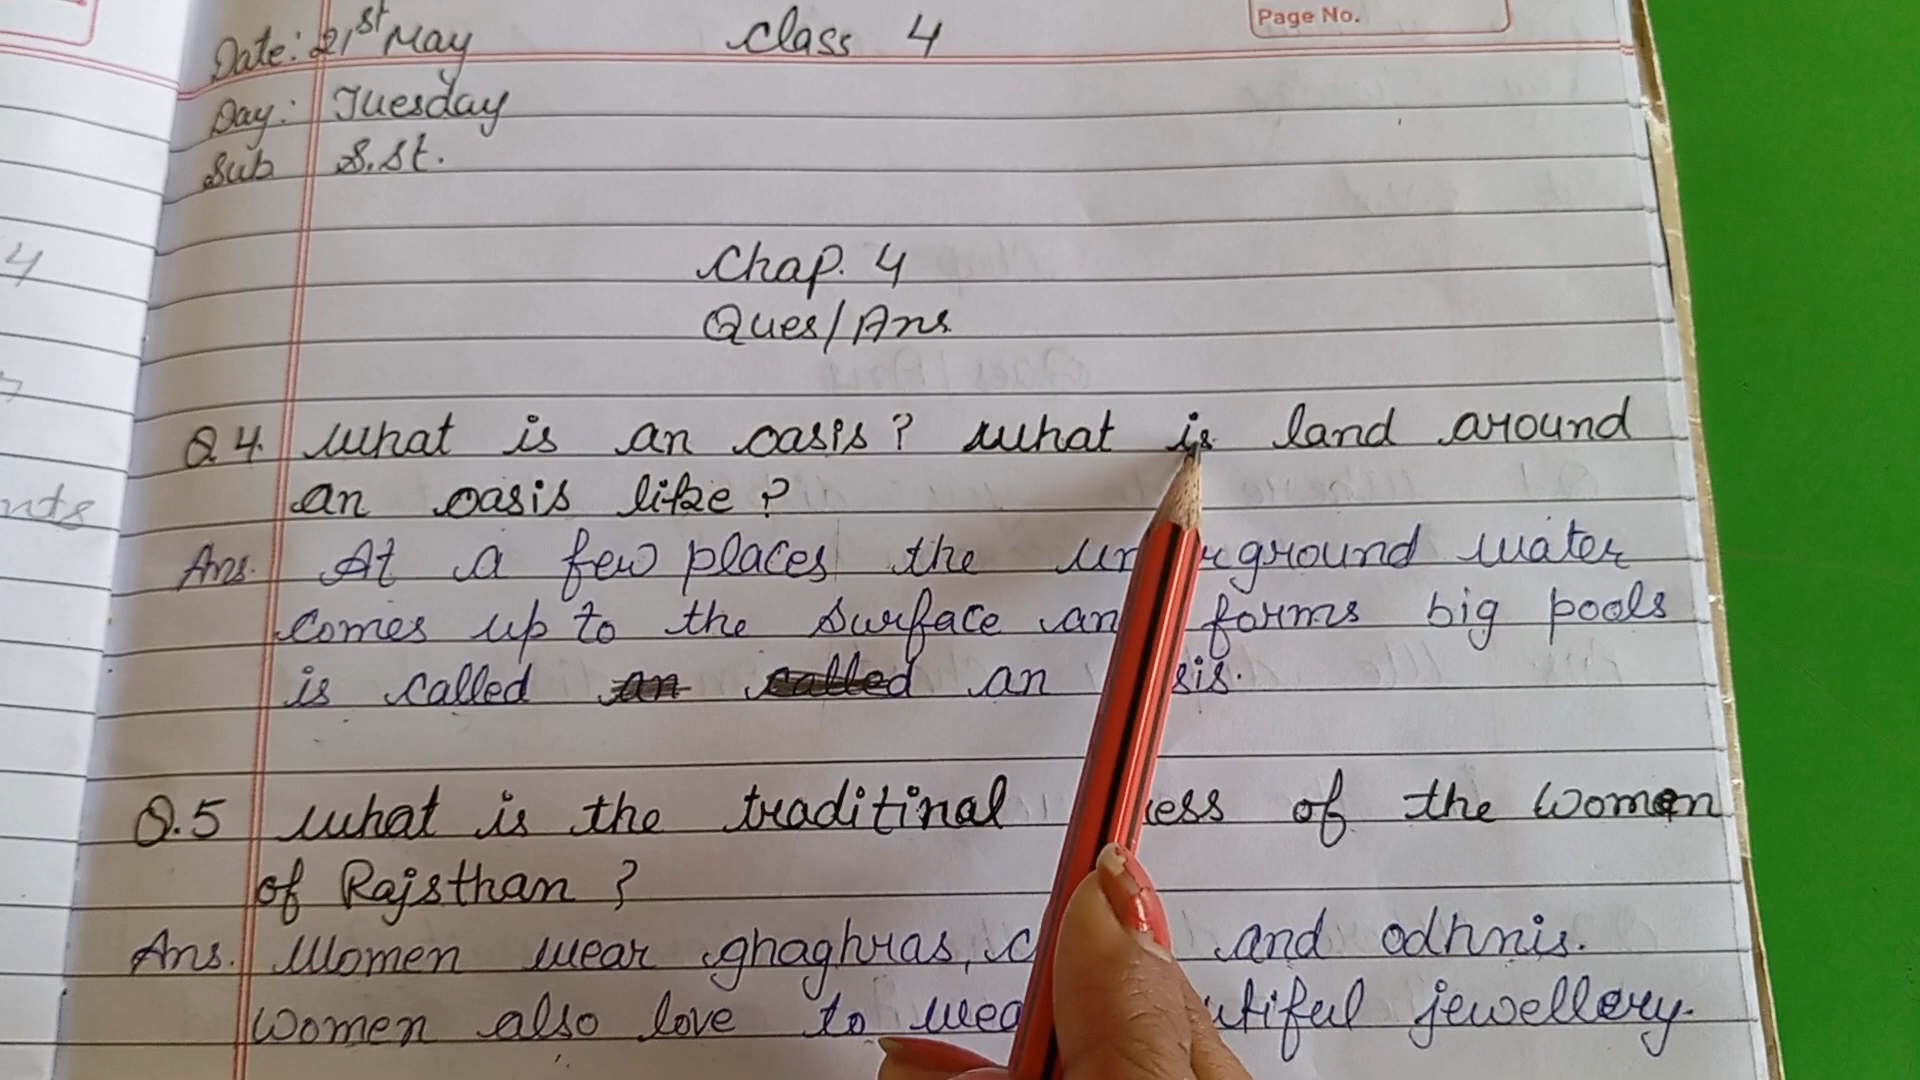 Page No.
Date: 21st May Class 4
Day: Tuesday
Sub S.St.
Chap. 4
Ques/Ans
Q.4. What is an oasis? What is land around
an oasis like?
Ans. At a few places the ground water
comes up to the surface forms big pools
is called an called an
Q.5 What is the traditinal of the women
of Rajsthan?
Ans. Women wear ghaghras, and odhnis.
Women also love to jewellery.
4
nts